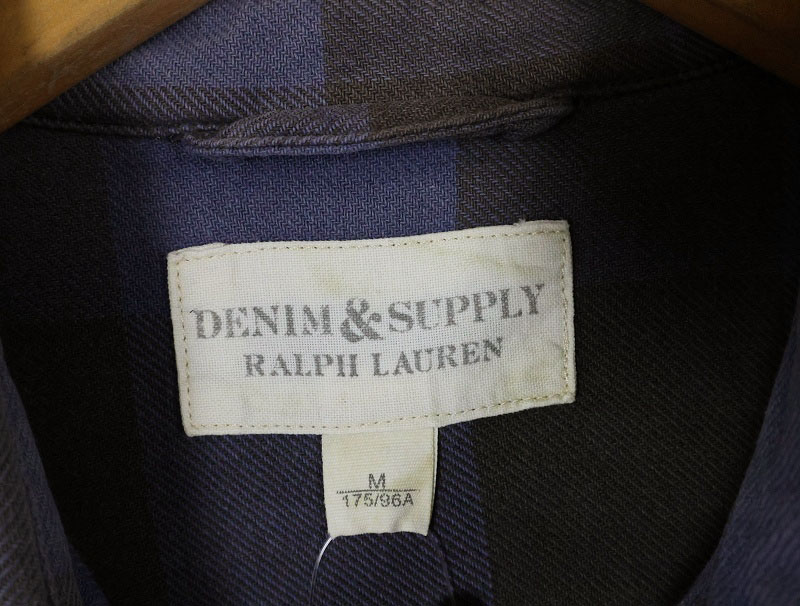 DENIM & SUPPLY
RALPH LAUREN
M
175/96A